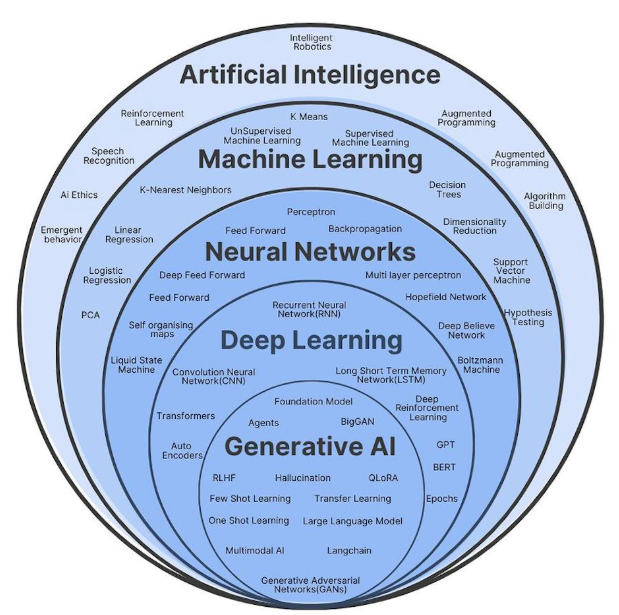 Intelligent
Robotics
Artificial Intelligence
Reinforcement
Learning
Augmented
Programming
Speech
Recognition
Augmented
Programming
Ai Ethics
Algorithm
Building
Emergent
behavior
K Means
UnSupervised
Machine Learning
Supervised
Machine Learning
Machine Learning
K-Nearest Neighbors
Decision
Trees
Linear
Regression
Dimensionality
Reduction
Logistic
Regression
Support
Vector
Machine
PCA
Hypothesis
Testing
Perceptron
Feed Forward
Backpropagation
Neural Networks
Deep Feed Forward
Multi layer perceptron
Feed Forward
Hopefield Network
Self organising
maps
Deep Believe
Network
Liquid State
Machine
Boltzmann
Machine
Recurrent Neural
Network(RNN)
Deep Learning
Convolution Neural
Network(CNN)
Long Short Term Memory
Network(LSTM)
Transformers
Deep
Reinforcement
Learning
Auto
Encoders
GPT
BERT
Epochs
Foundation Model
Agents
BigGAN
Generative AI
RLHF
Hallucination
QLoRA
Few Shot Learning
Transfer Learning
One Shot Learning
Large Language Model
Multimodal AI
Langchain
Generative Adversarial
Networks(GANs)